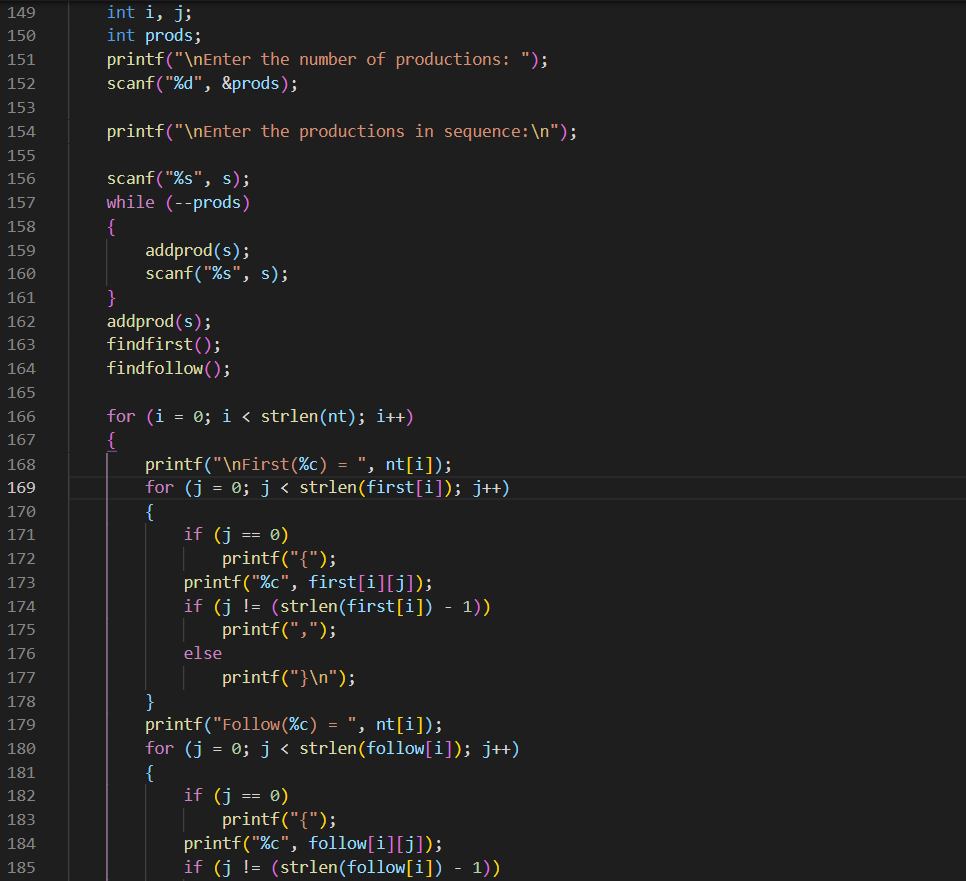 149 int i, j;
150 int prods;
151 printf("\nEnter the number of productions: ");
152 scanf("%d", &prods);
153
154 printf("\nEnter the productions in sequence:\n");
155
156 scanf("%s", s);
157 while (--prods)
158 {
159 addprod(s);
160 scanf("%s", s);
161 }
162 addprod(s);
163 findfirst();
164 findfollow();
165
166 for (i = 0; i < strlen(nt); i++)
167 {
168 printf("\nFirst(%c) = ", nt[i]);
169 for (j = 0; j < strlen(first[i]); j++)
170 {
171 if (j == 0)
172 printf("{");
173 printf("%c", first[i][j]);
174 if (j != (strlen(first[i]) - 1))
175 printf(",");
176 else
177 printf("}\n");
178 }
179 printf("Follow(%c) = ", nt[i]);
180 for (j = 0; j < strlen(follow[i]); j++)
181 {
182 if (j == 0)
183 printf("{");
184 printf("%c", follow[i][j]);
185 if (j != (strlen(follow[i]) - 1))